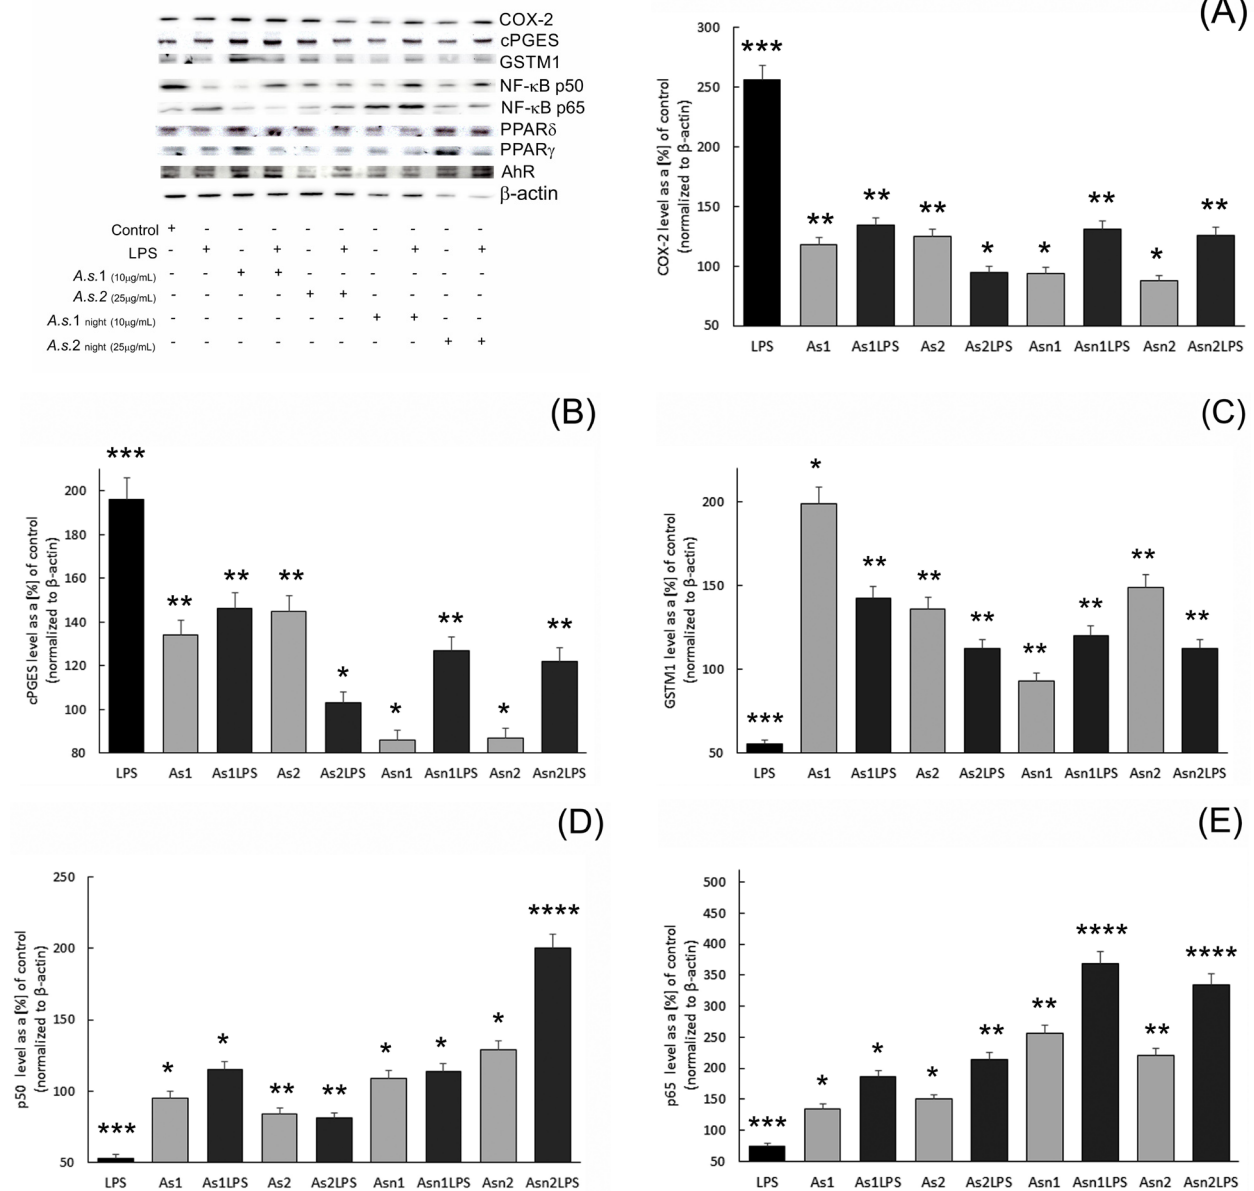 COX-2
cPGES
GSTM1
NF-κB p50
NF-κB p65
PPARδ
PPARγ
AhR
β-actin
Control + - - - - - - - - -
LPS - + - + - + - + - +
A.s.1 (10μg/mL) - - + + - - - - - -
A.s.2 (25μg/mL) - - - - + + - - - -
A.s.1 night (10μg/mL) - - - - - - + + - -
A.s.2 night (25μg/mL) - - - - - - - - + +
(A)
COX-2 level as a [%] of control
(normalized to β-actin)
300
250
200
150
100
50
*** ** ** ** * * ** * **
LPS As1 As1LPS As2 As2LPS Asn1 Asn1LPS Asn2 Asn2LPS
(B)
cPGES level as a [%] of control
(normalized to β-actin)
200
180
160
140
120
100
80
*** ** ** ** * * ** * **
LPS As1 As1LPS As2 As2LPS Asn1 Asn1LPS Asn2 Asn2LPS
(C)
GSTM1 level as a [%] of control
(normalized to β-actin)
200
150
100
50
*** * ** ** ** ** ** ** **
LPS As1 As1LPS As2 As2LPS Asn1 Asn1LPS Asn2 Asn2LPS
(D)
p50 level as a [%] of control
(normalized to β-actin)
250
200
150
100
50
*** * * ** ** * * * ****
LPS As1 As1LPS As2 As2LPS Asn1 Asn1LPS Asn2 Asn2LPS
(E)
p65 level as a [%] of control
(normalized to β-actin)
500
450
400
350
300
250
200
150
100
50
*** * * * ** ** **** ** ****
LPS As1 As1LPS As2 As2LPS Asn1 Asn1LPS Asn2 Asn2LPS